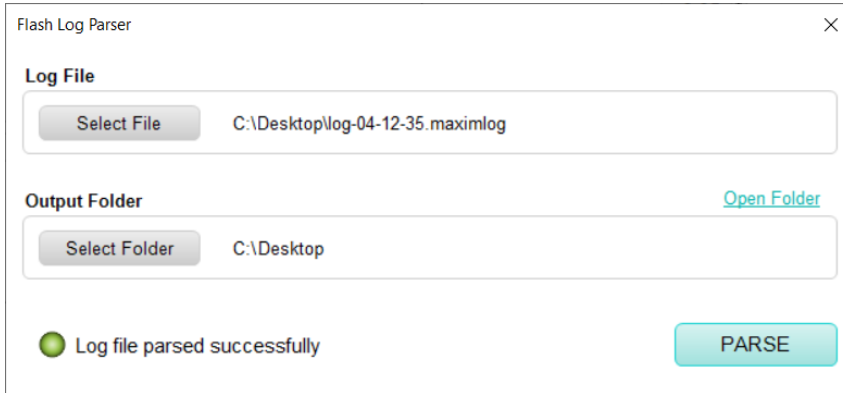 Flash Log Parser
Log File
Select File C:\Desktop\log-04-12-35.maximlog
Output Folder Open Folder
Select Folder C:\Desktop
Log file parsed successfully PARSE